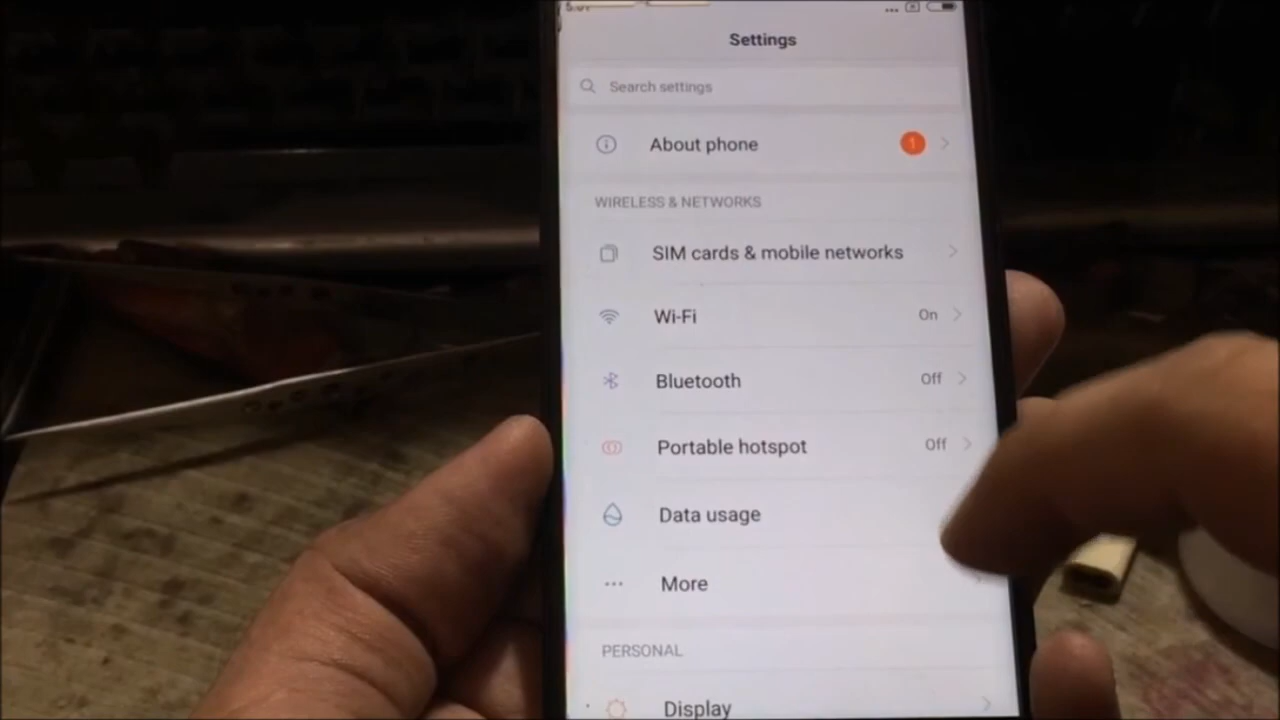 Settings
Search settings
About phone 1
WIRELESS & NETWORKS
SIM cards & mobile networks
Wi-Fi On
Bluetooth Off
Portable hotspot Off
Data usage
More
PERSONAL
Display